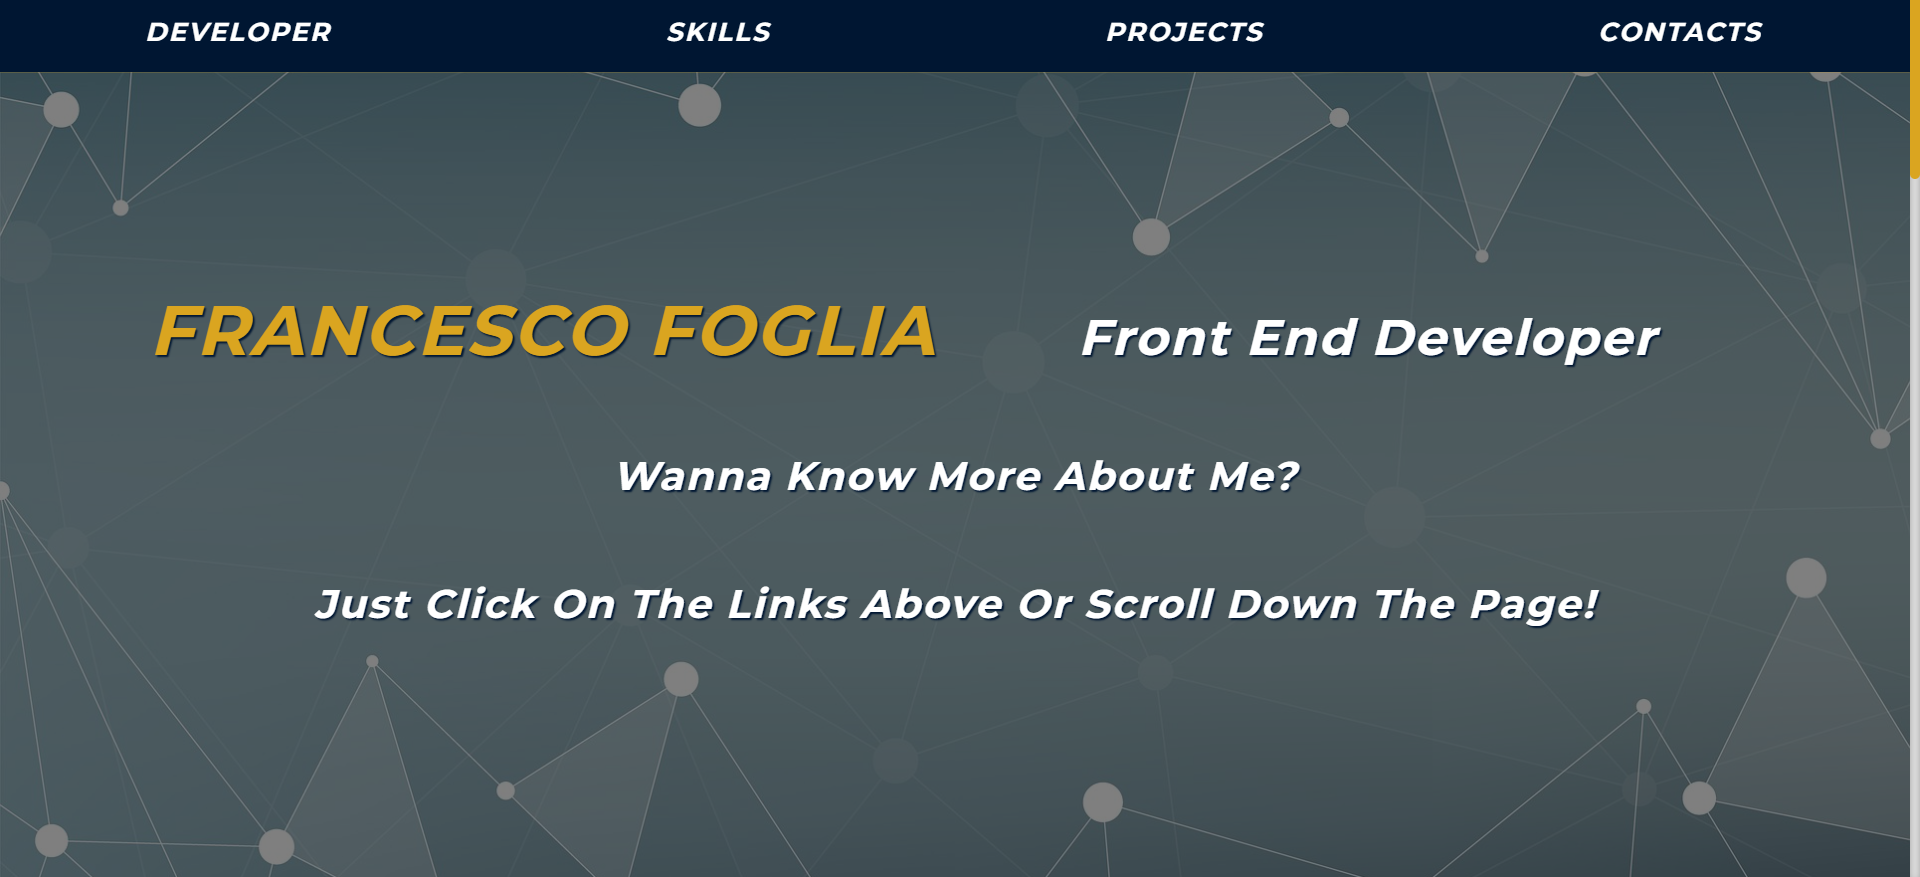 DEVELOPER SKILLS PROJECTS CONTACTS
FRANCESCO FOGLIA Front End Developer
Wanna Know More About Me?
Just Click On The Links Above Or Scroll Down The Page!